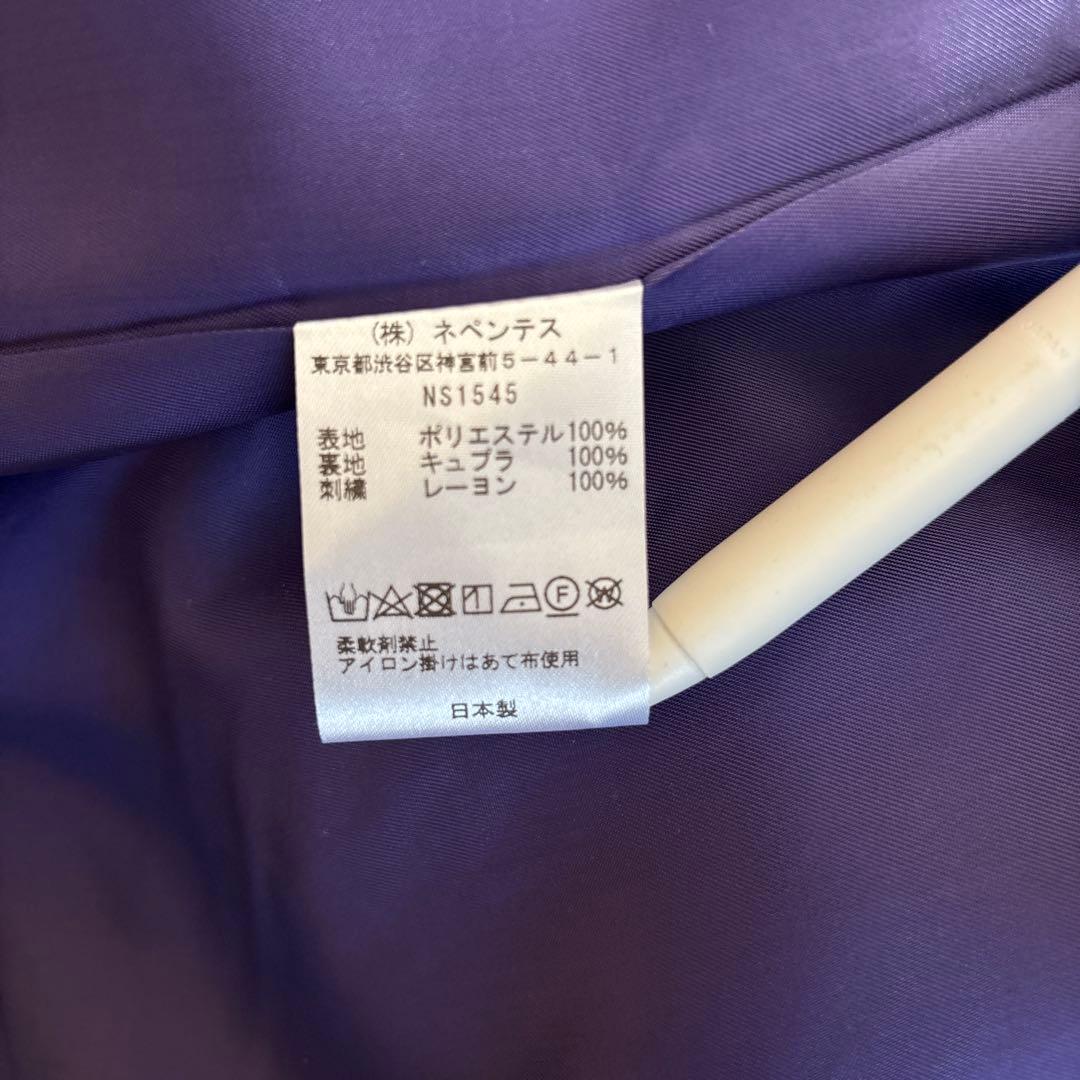 (株) ネペンテス
東京都渋谷区神宮前5-44-1
NS1545
表地 ポリエステル100%
裏地 キュプラ 100%
刺繍 レーヨン 100%
F W
柔軟剤禁止
アイロン掛けはあて布使用
日本製